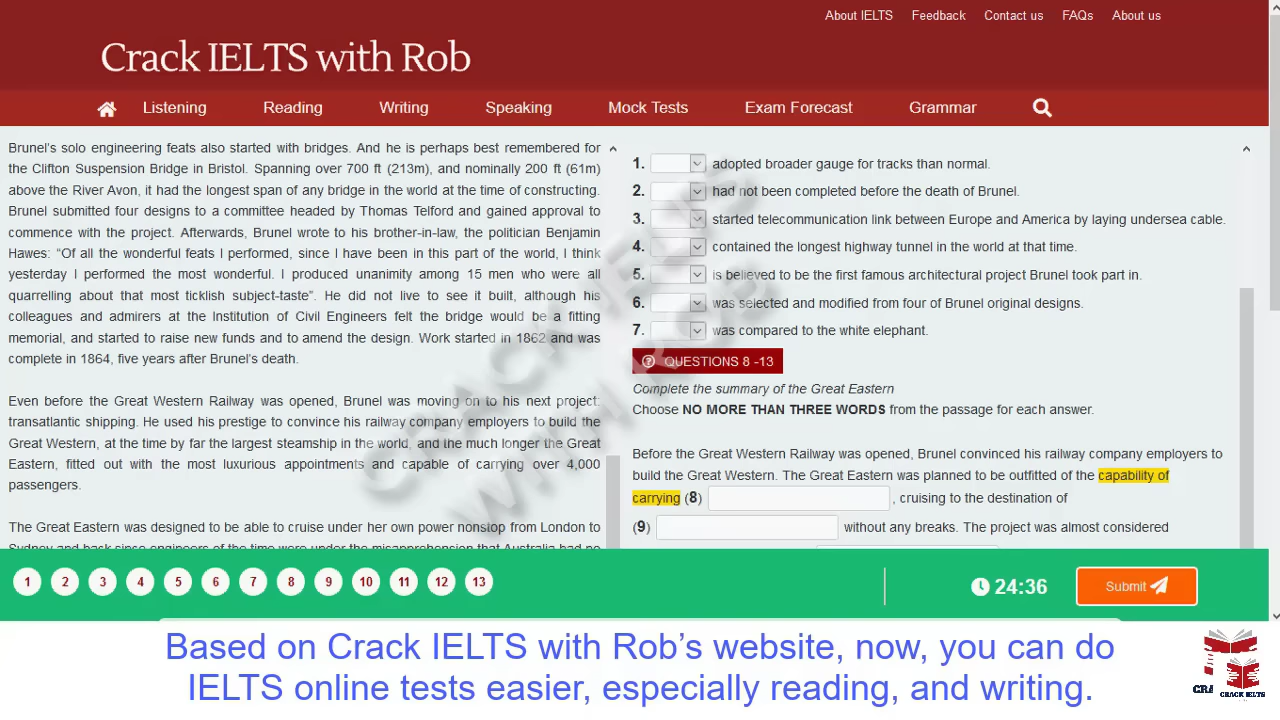 About IELTS Feedback Contact us FAQs About us
Crack IELTS with Rob
Listening Reading Writing Speaking Mock Tests Exam Forecast Grammar
Brunel's solo engineering feats also started with bridges. And he is perhaps best remembered for
the Clifton Suspension Bridge in Bristol. Spanning over 700 ft (213m), and nominally 200 ft (61m)
above the River Avon, it had the longest span of any bridge in the world at the time of constructing.
Brunel submitted four designs to a committee headed by Thomas Telford and gained approval to
commence with the project. Afterwards, Brunel wrote to his brother-in-law, the politician Benjamin
Hawes: “Of all the wonderful feats I performed, since I have been in this part of the world, I think
yesterday I performed the most wonderful. I produced unanimity among 15 men who were all
quarrelling about that most ticklish subject-taste”. He did not live to see it built, although his
colleagues and admirers at the Institution of Civil Engineers felt the bridge would be a fitting
memorial, and started to raise new funds and to amend the design. Work started in 1862 and was
complete in 1864, five years after Brunel's death.
Even before the Great Western Railway was opened, Brunel was moving on to his next project:
transatlantic shipping. He used his prestige to convince his railway company employers to build the
Great Western, at the time by far the largest steamship in the world, and the much longer the Great
Eastern, fitted out with the most luxurious appointments and capable of carrying over 4,000
passengers.
The Great Eastern was designed to be able to cruise under her own power nonstop from London to
Sydney and back since engineers of the time were under the misapprehension that Australia had no
1. adopted broader gauge for tracks than normal.
2. had not been completed before the death of Brunel.
3. started telecommunication link between Europe and America by laying undersea cable.
4. contained the longest highway tunnel in the world at that time.
5. is believed to be the first famous architectural project Brunel took part in.
6. was selected and modified from four of Brunel original designs.
7. was compared to the white elephant.
QUESTIONS 8 -13
Complete the summary of the Great Eastern
Choose NO MORE THAN THREE WORDS from the passage for each answer.
Before the Great Western Railway was opened, Brunel convinced his railway company employers to
build the Great Western. The Great Eastern was planned to be outfitted of the capability of
carrying (8) , cruising to the destination of
(9) without any breaks. The project was almost considered
CRACK IELTS
WITH ROB
1 2 3 4 5 6 7 8 9 10 11 12 13
24:36 Submit
Based on Crack IELTS with Rob's website, now, you can do
IELTS online tests easier, especially reading, and writing.
CRACK IELTS